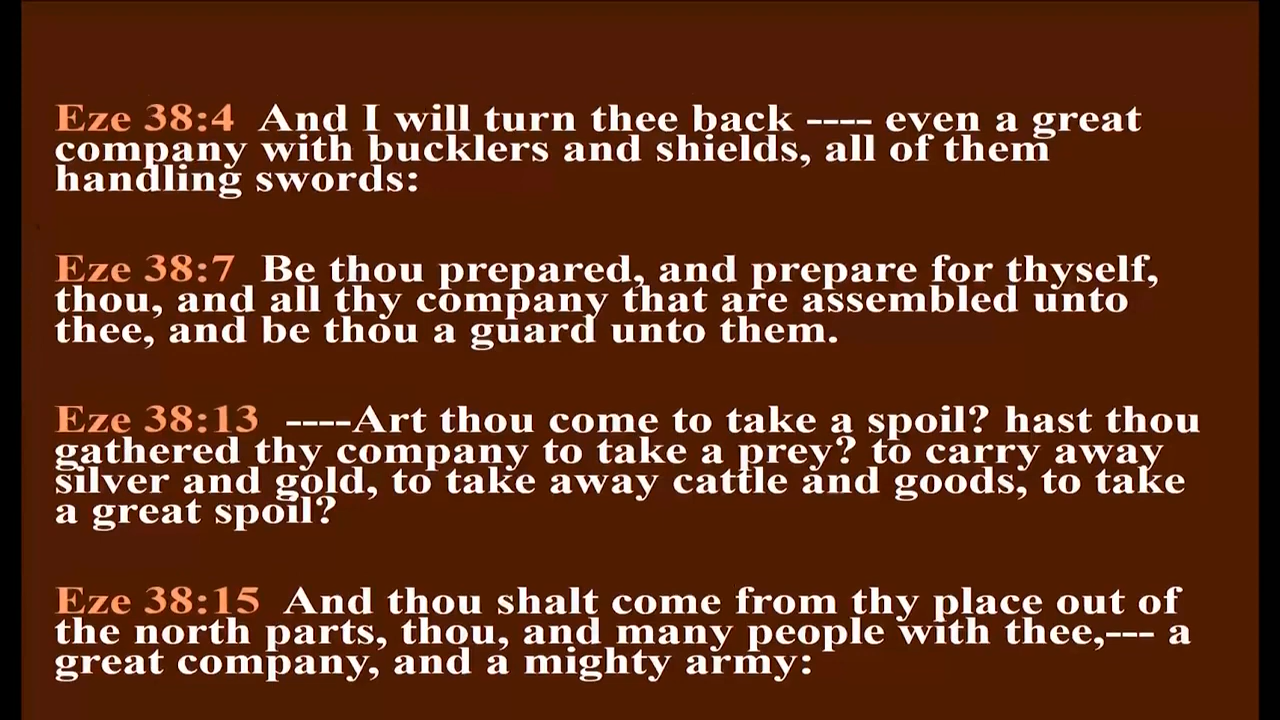 Eze 38:4 And I will turn thee back ---- even a great
company with bucklers and shields, all of them
handling swords:
Eze 38:7 Be thou prepared, and prepare for thyself,
thou, and all thy company that are assembled unto
thee, and be thou a guard unto them.
Eze 38:13 ----Art thou come to take a spoil? hast thou
gathered thy company to take a prey? to carry away
silver and gold, to take away cattle and goods, to take
a great spoil?
Eze 38:15 And thou shalt come from thy place out of
the north parts, thou, and many people with thee,--- a
great company, and a mighty army: